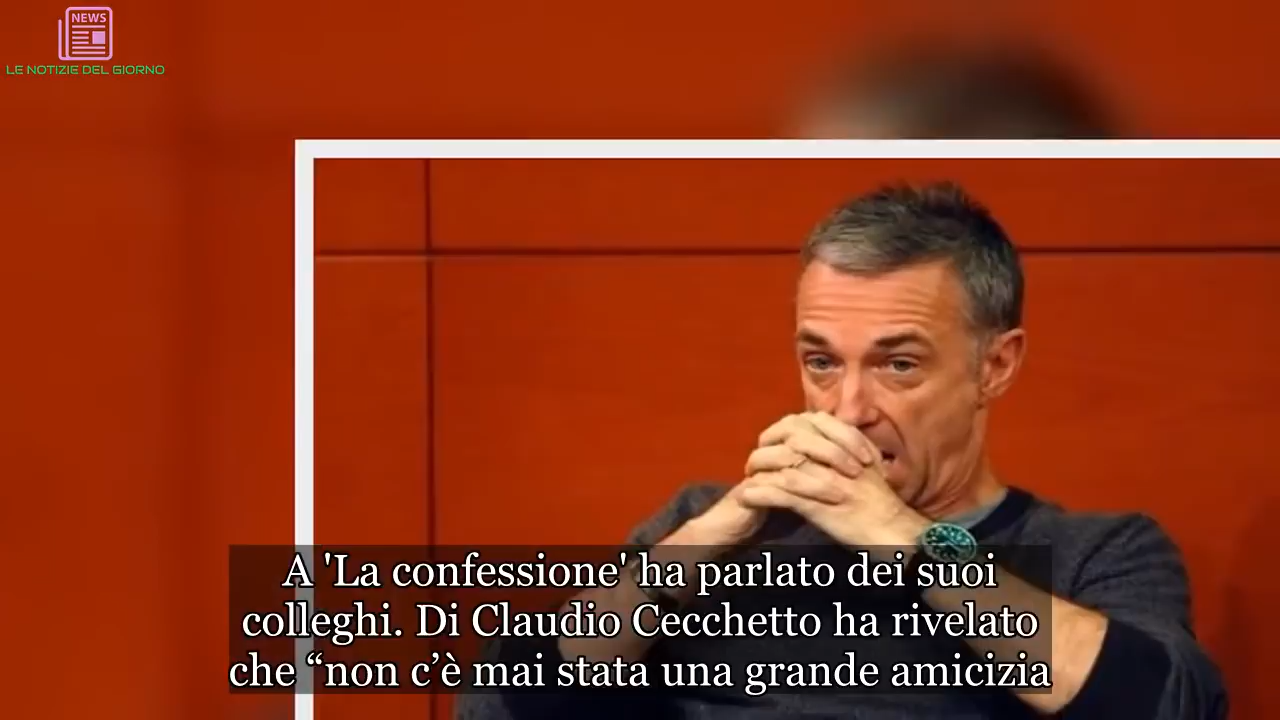 NEWS
LE NOTIZIE DEL GIORNO
A 'La confessione' ha parlato dei suoi
colleghi. Di Claudio Cecchetto ha rivelato
che “non c’è mai stata una grande amicizia